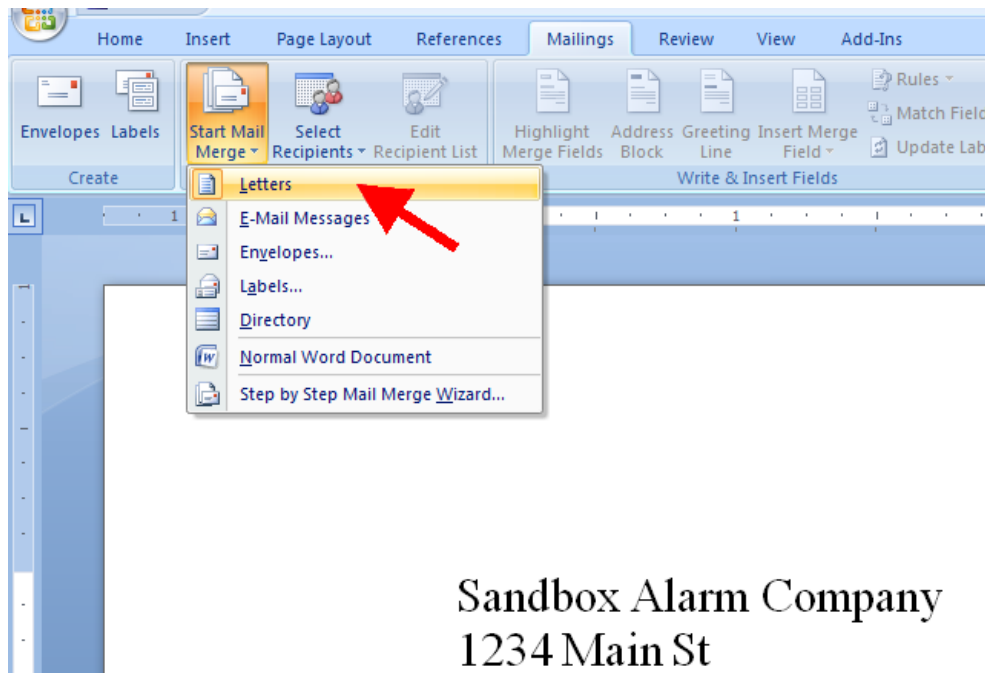 Home Insert Page Layout References Mailings Review View Add-Ins
Envelopes Labels Start Mail Merge Select Recipients Edit Recipient List Highlight Merge Fields Address Block Greeting Line Insert Merge Field Rules
Match Field
Update Lab
Create Write & Insert Fields
Letters
L 1 1
E-Mail Messages
Envelopes...
Labels...
1
Directory
Normal Word Document
Step by Step Mail Merge Wizard...
Sandbox Alarm Company
1234 Main St